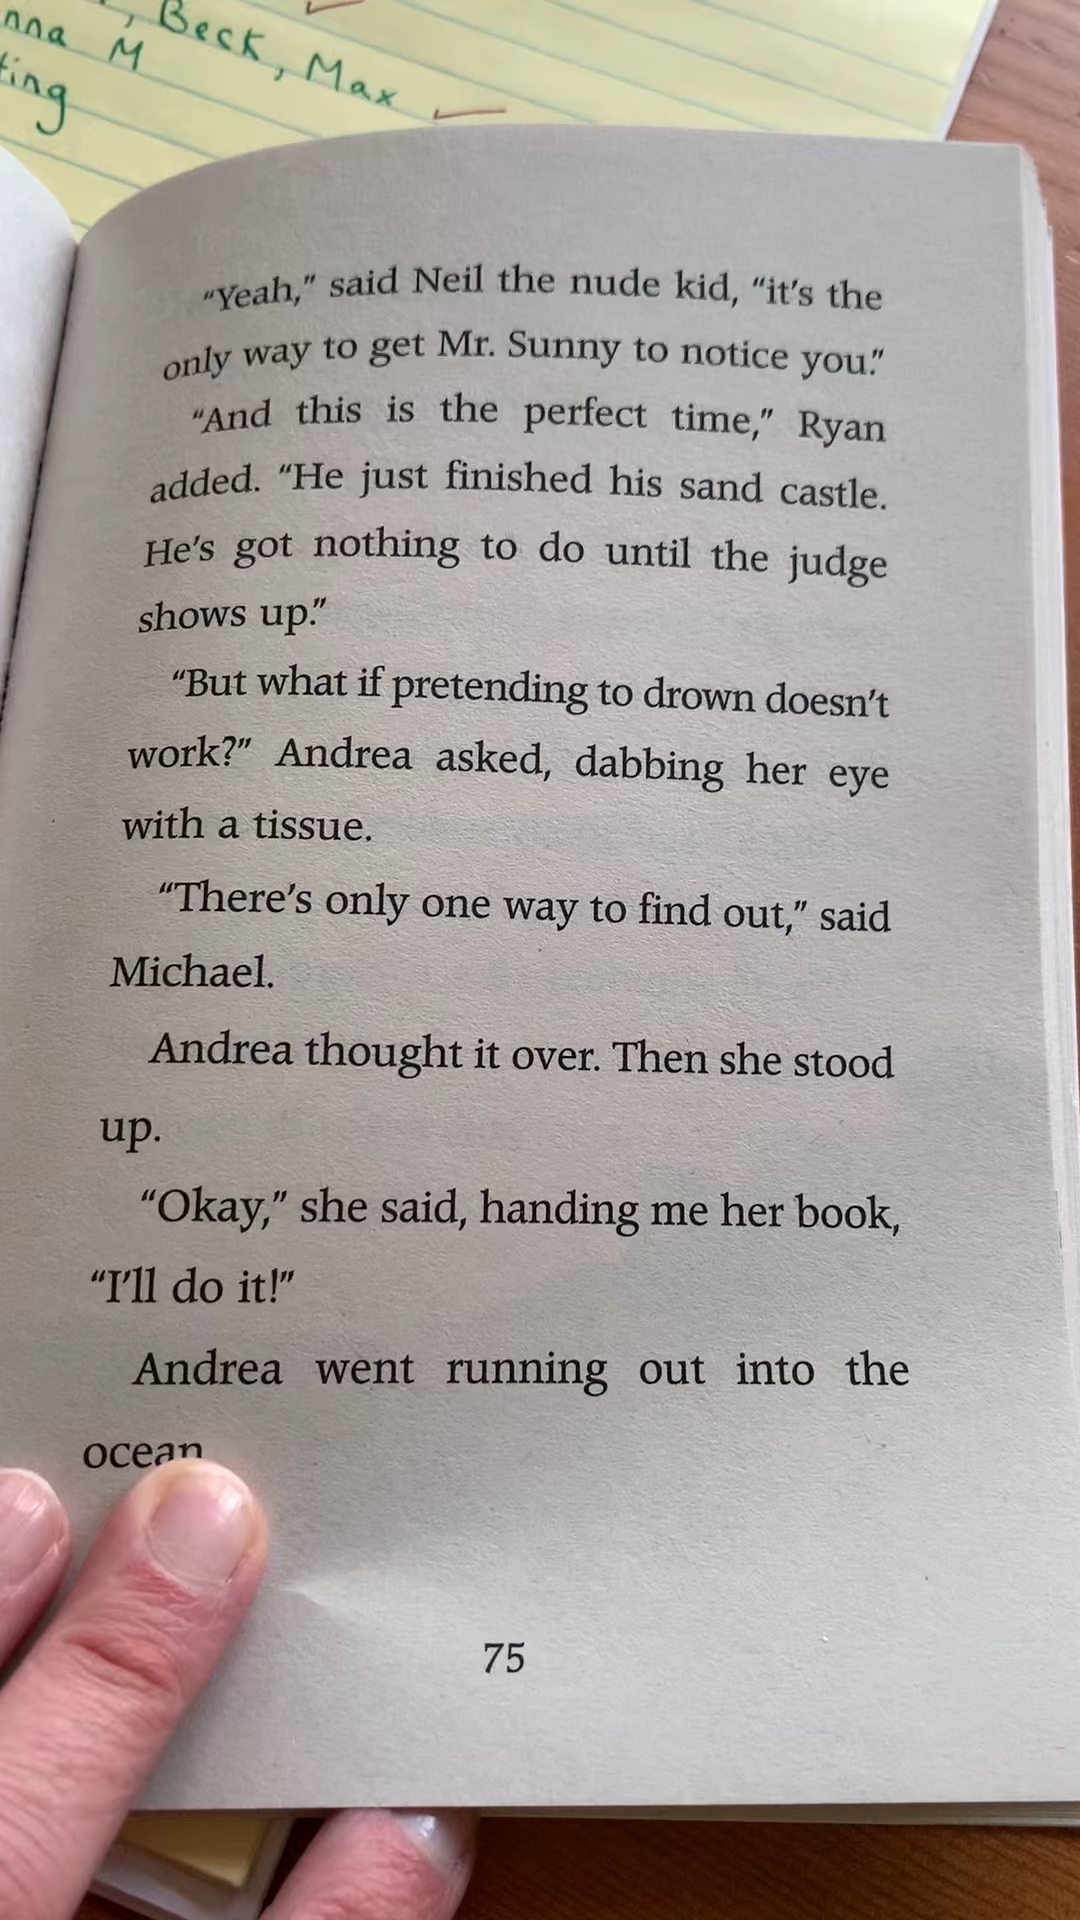 Beck, Max
M
"Yeah," said Neil the nude kid, "it's the
only way to get Mr. Sunny to notice you."
"And this is the perfect time," Ryan
added. "He just finished his sand castle.
He's got nothing to do until the judge
shows up."
"But what if pretending to drown doesn't
work?" Andrea asked, dabbing her eye
with a tissue.
"There's only one way to find out," said
Michael.
Andrea thought it over. Then she stood
up.
"Okay," she said, handing me her book,
"I'll do it!"
Andrea went running out into the
ocean
75